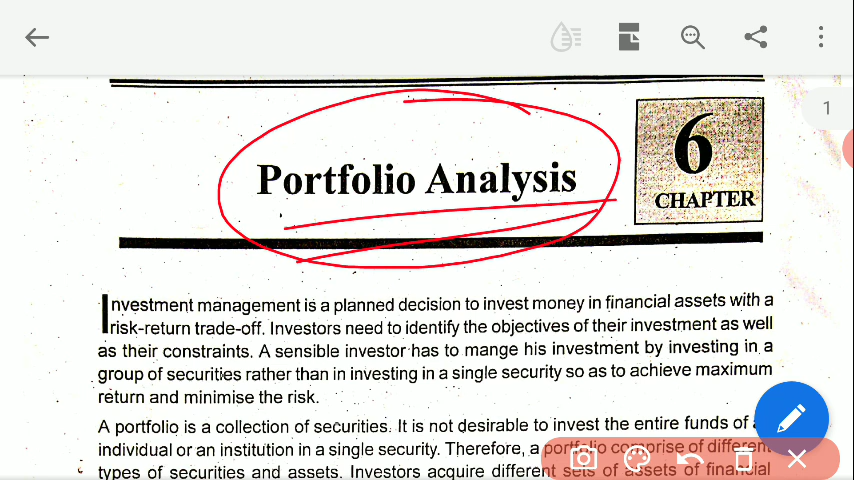 1
Portfolio Analysis
6
CHAPTER
Investment management is a planned decision to invest money in financial assets with a
risk-return trade-off. Investors need to identify the objectives of their investment as well
as their constraints. A sensible investor has to mange his investment by investing in a
group of securities rather than in investing in a single security so as to achieve maximum
return and minimise the risk.
A portfolio is a collection of securities. It is not desirable to invest the entire funds of
individual or an institution in a single security. Therefore, a portfolio comprise of different
types of securities and assets. Investors acquire different sets of assets of financial